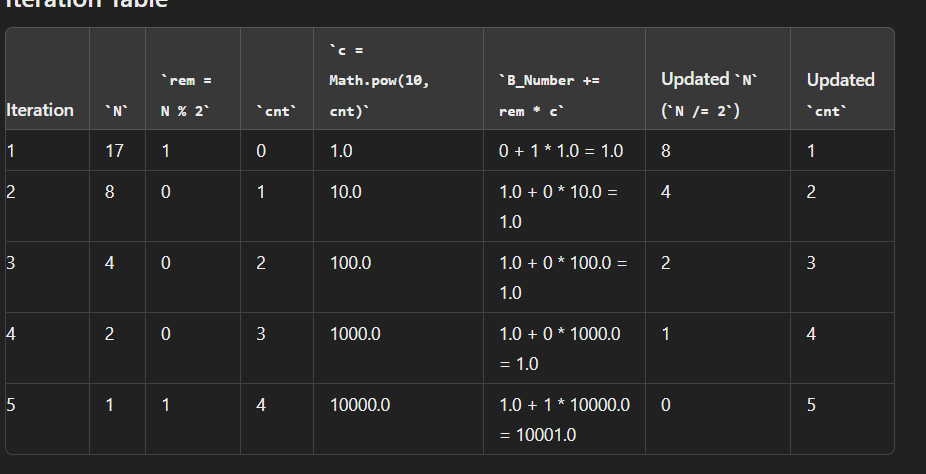 Iteration Table
Iteration `N` `rem = N % 2` `cnt` `c = Math.pow(10, cnt)` `B_Number += rem * c` Updated `N` (`N /= 2`) Updated `cnt`
1 17 1 0 1.0 0 + 1 * 1.0 = 1.0 8 1
2 8 0 1 10.0 1.0 + 0 * 10.0 = 1.0 4 2
3 4 0 2 100.0 1.0 + 0 * 100.0 = 1.0 2 3
4 2 0 3 1000.0 1.0 + 0 * 1000.0 = 1.0 1 4
5 1 1 4 10000.0 1.0 + 1 * 10000.0 = 10001.0 0 5